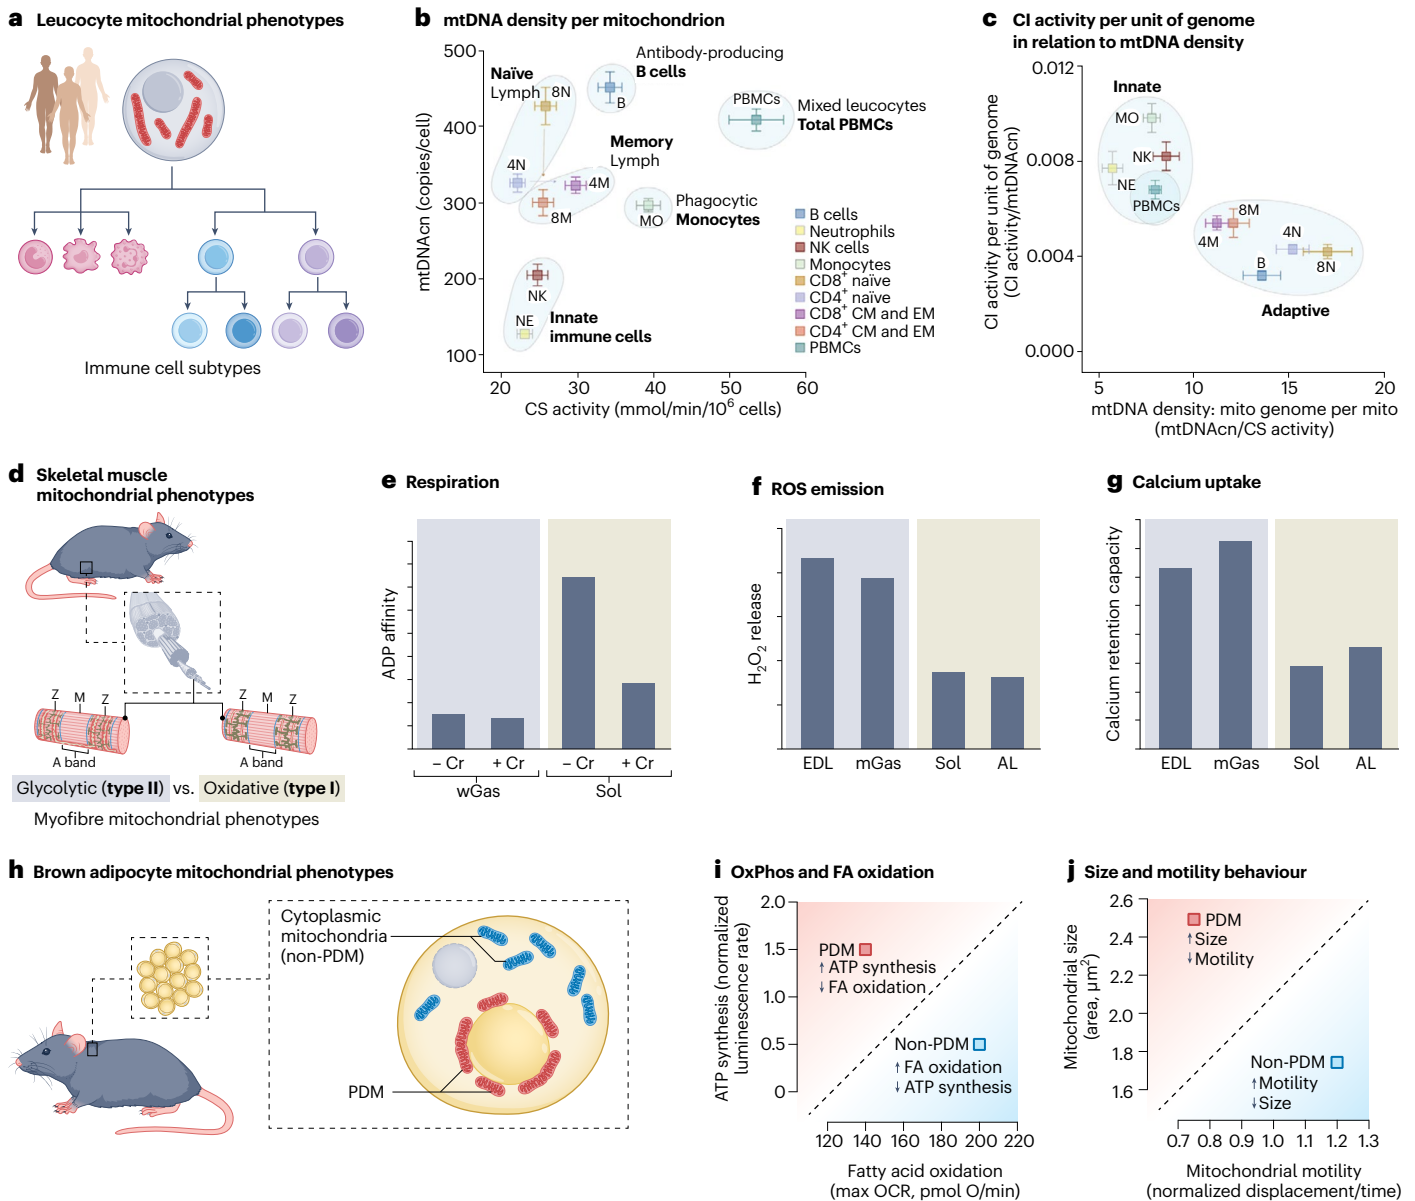 a Leucocyte mitochondrial phenotypes
Immune cell subtypes
b mtDNA density per mitochondrion
mtDNAcn (copies/cell)
500
400
300
200
100
20 30 40 50 60
CS activity (mmol/min/10⁶ cells)
Naïve
Lymph
8N
4N
Antibody-producing
B cells
B
Memory
Lymph
4M
8M
PBMCs
Mixed leucocytes
Total PBMCs
Phagocytic
Monocytes
MO
NK
NE
Innate
immune cells
B cells
Neutrophils
NK cells
Monocytes
CD8⁺ naïve
CD4⁺ naïve
CD8⁺ CM and EM
CD4⁺ CM and EM
PBMCs
c CI activity per unit of genome
in relation to mtDNA density
CI activity per unit of genome
(CI activity/mtDNAcn)
0.012
0.008
0.004
0.000
5 10 15 20
mtDNA density: mito genome per mito
(mtDNAcn/CS activity)
Innate
MO
NK
NE
PBMCs
8M
4M
4N
B
8N
Adaptive
d Skeletal muscle
mitochondrial phenotypes
Z M Z
A band
Z M Z
A band
Glycolytic (type II) vs. Oxidative (type I)
Myofibre mitochondrial phenotypes
e Respiration
ADP affinity
– Cr + Cr – Cr + Cr
wGas Sol
f ROS emission
H₂O₂ release
EDL mGas Sol AL
g Calcium uptake
Calcium retention capacity
EDL mGas Sol AL
h Brown adipocyte mitochondrial phenotypes
Cytoplasmic
mitochondria
(non-PDM)
PDM
i OxPhos and FA oxidation
ATP synthesis (normalized
luminescence rate)
2.0
1.5
1.0
0.5
0
120 140 160 180 200 220
Fatty acid oxidation
(max OCR, pmol O/min)
PDM
↑ ATP synthesis
↓ FA oxidation
Non-PDM
↑ FA oxidation
↓ ATP synthesis
j Size and motility behaviour
Mitochondrial size
(area, µm²)
2.6
2.4
2.2
2.0
1.8
1.6
0.7 0.8 0.9 1.0 1.1 1.2 1.3
Mitochondrial motility
(normalized displacement/time)
PDM
↑ Size
↓ Motility
Non-PDM
↑ Motility
↓ Size